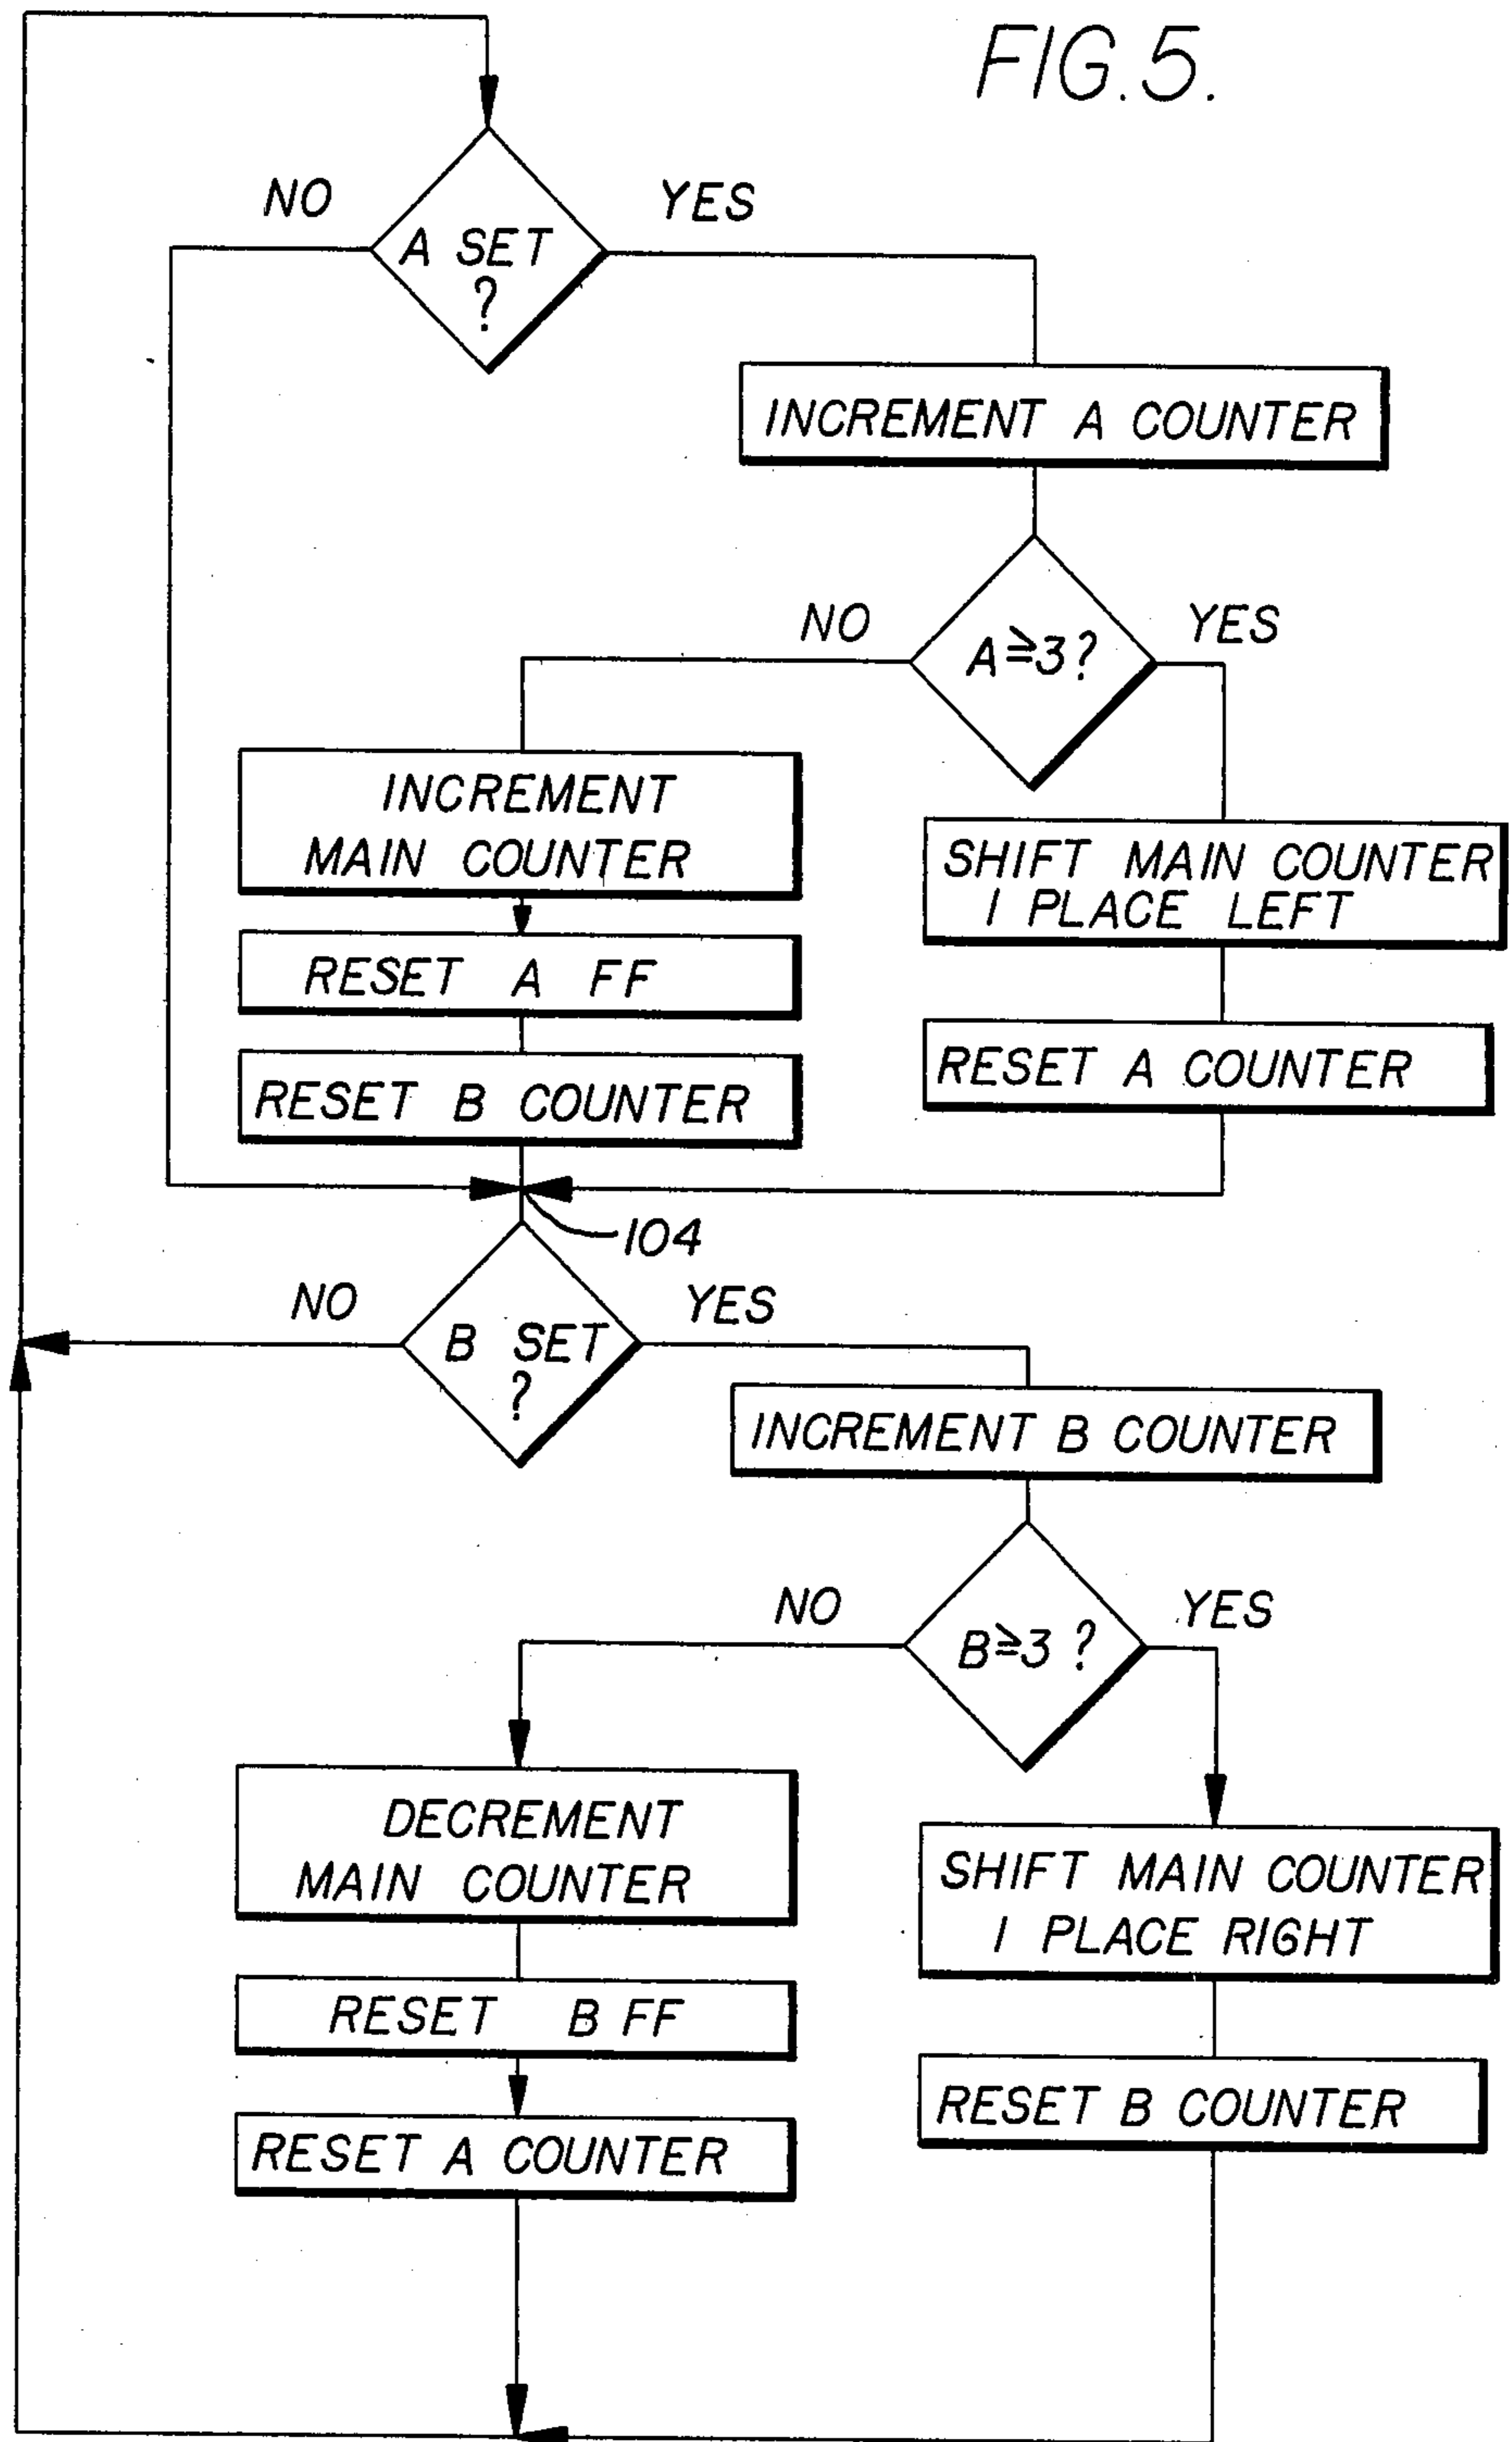 FIG.5.
NO
YES
A SET
?
INCREMENT A COUNTER
NO
YES
A≧3?
INCREMENT
MAIN COUNTER
SHIFT MAIN COUNTER
1 PLACE LEFT
RESET A FF
RESET A COUNTER
RESET B COUNTER
104
NO
YES
B SET
?
INCREMENT B COUNTER
NO
YES
B≧3 ?
DECREMENT
MAIN COUNTER
SHIFT MAIN COUNTER
1 PLACE RIGHT
RESET B FF
RESET B COUNTER
RESET A COUNTER